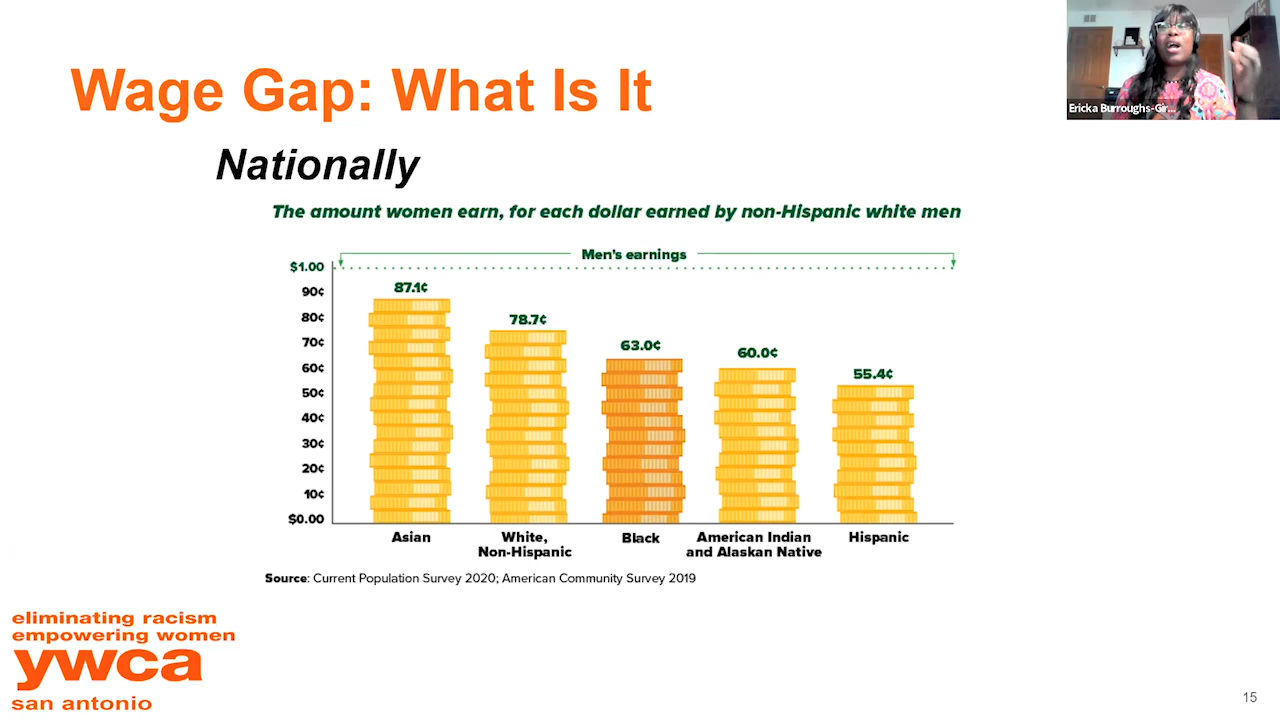 Wage Gap: What Is It
Ericka Burroughs-Gir...
Nationally
The amount women earn, for each dollar earned by non-Hispanic white men
Men's earnings
$1.00
90¢
80¢
70¢
60¢
50¢
40¢
30¢
20¢
10¢
$0.00
87.1¢
78.7¢
63.0¢
60.0¢
55.4¢
Asian
White,
Non-Hispanic
Black
American Indian
and Alaskan Native
Hispanic
Source: Current Population Survey 2020; American Community Survey 2019
eliminating racism
empowering women
ywca
san antonio
15